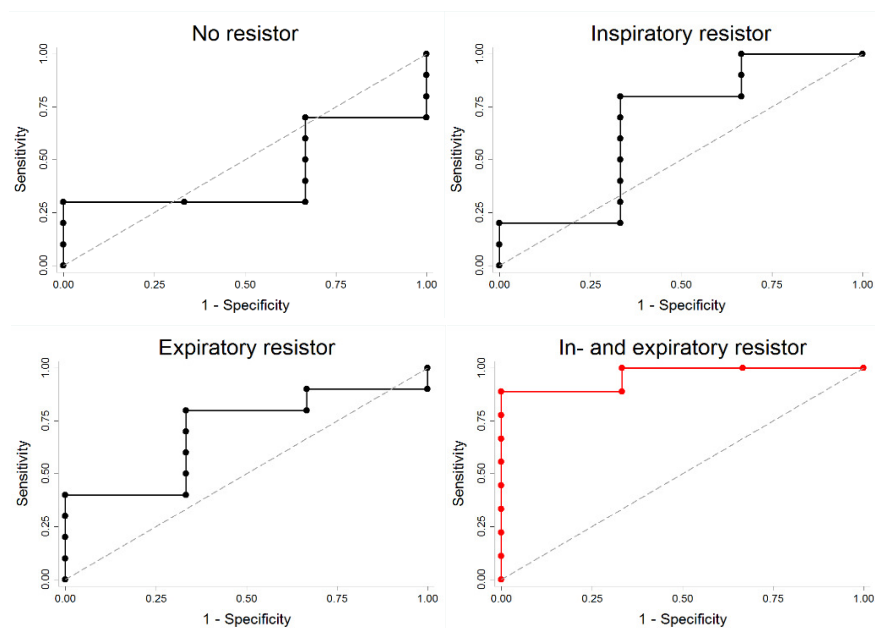 No resistor
Sensitivity
0.00 0.25 0.50 0.75 1.00
0.00 0.25 0.50 0.75 1.00
1 - Specificity
Inspiratory resistor
Sensitivity
0.00 0.25 0.50 0.75 1.00
0.00 0.25 0.50 0.75 1.00
1 - Specificity
Expiratory resistor
Sensitivity
0.00 0.25 0.50 0.75 1.00
0.00 0.25 0.50 0.75 1.00
1 - Specificity
In- and expiratory resistor
Sensitivity
0.00 0.25 0.50 0.75 1.00
0.00 0.25 0.50 0.75 1.00
1 - Specificity